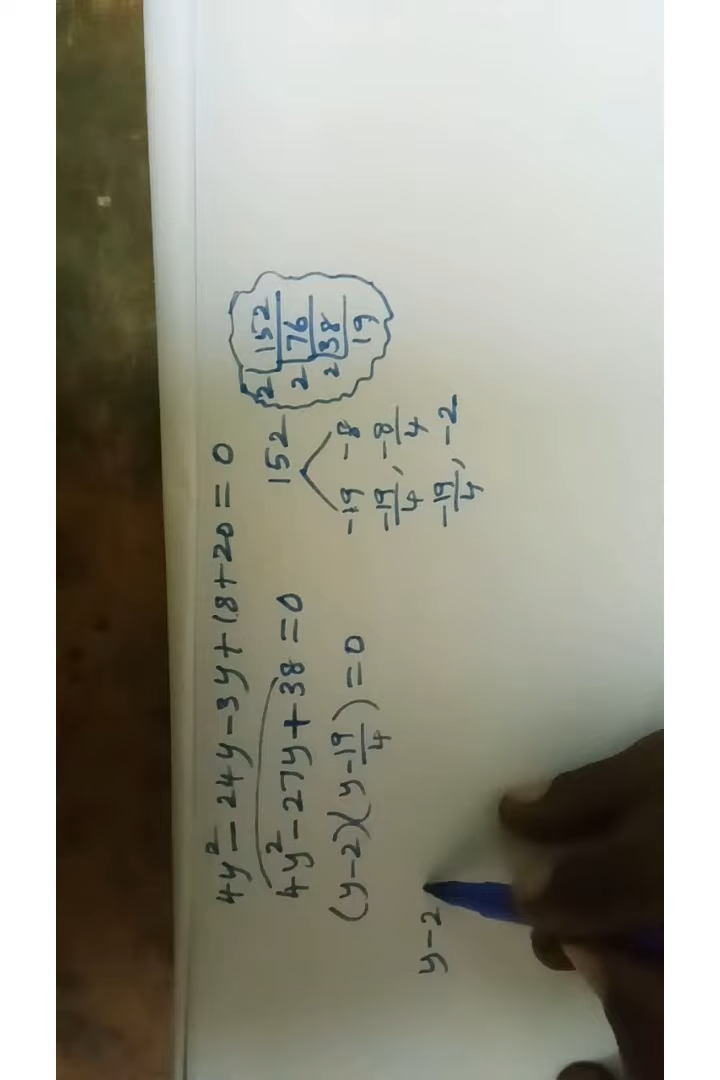 4y² - 24y - 3y + 18 + 20 = 0
4y² - 27y + 38 = 0
(y - 2)(y - 19/4) = 0
y - 2
152
-19 -8
-19/4, -8/4
-19/4, -2
2 | 152
2 | 76
2 | 38
19